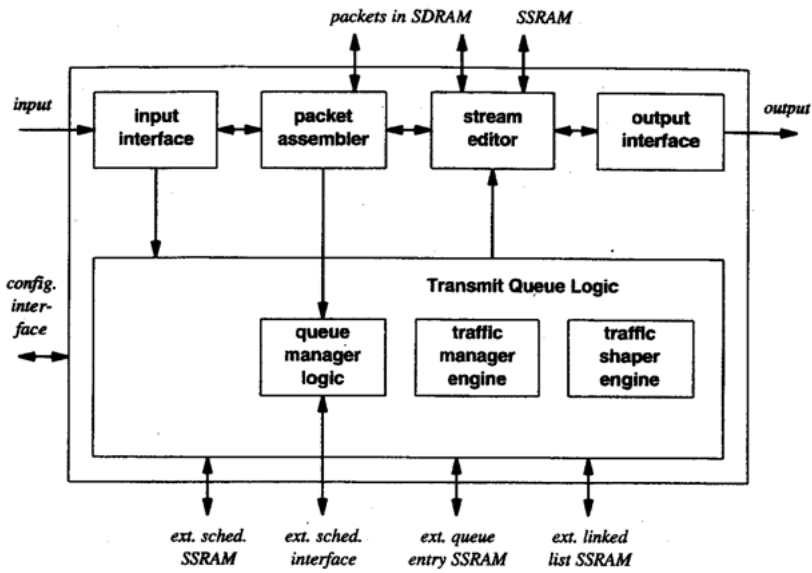 packets in SDRAM
SSRAM
input
input
interface
packet
assembler
stream
editor
output
interface
output
config.
inter-
face
Transmit Queue Logic
queue
manager
logic
traffic
manager
engine
traffic
shaper
engine
ext. sched.
SSRAM
ext. sched.
interface
ext. queue
entry SSRAM
ext. linked
list SSRAM